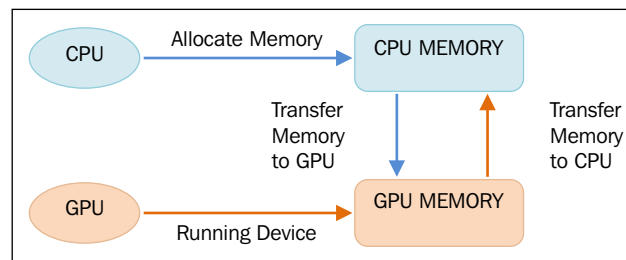 CPU
Allocate Memory
CPU MEMORY
Transfer
Memory
to GPU
Transfer
Memory
to CPU
GPU
Running Device
GPU MEMORY